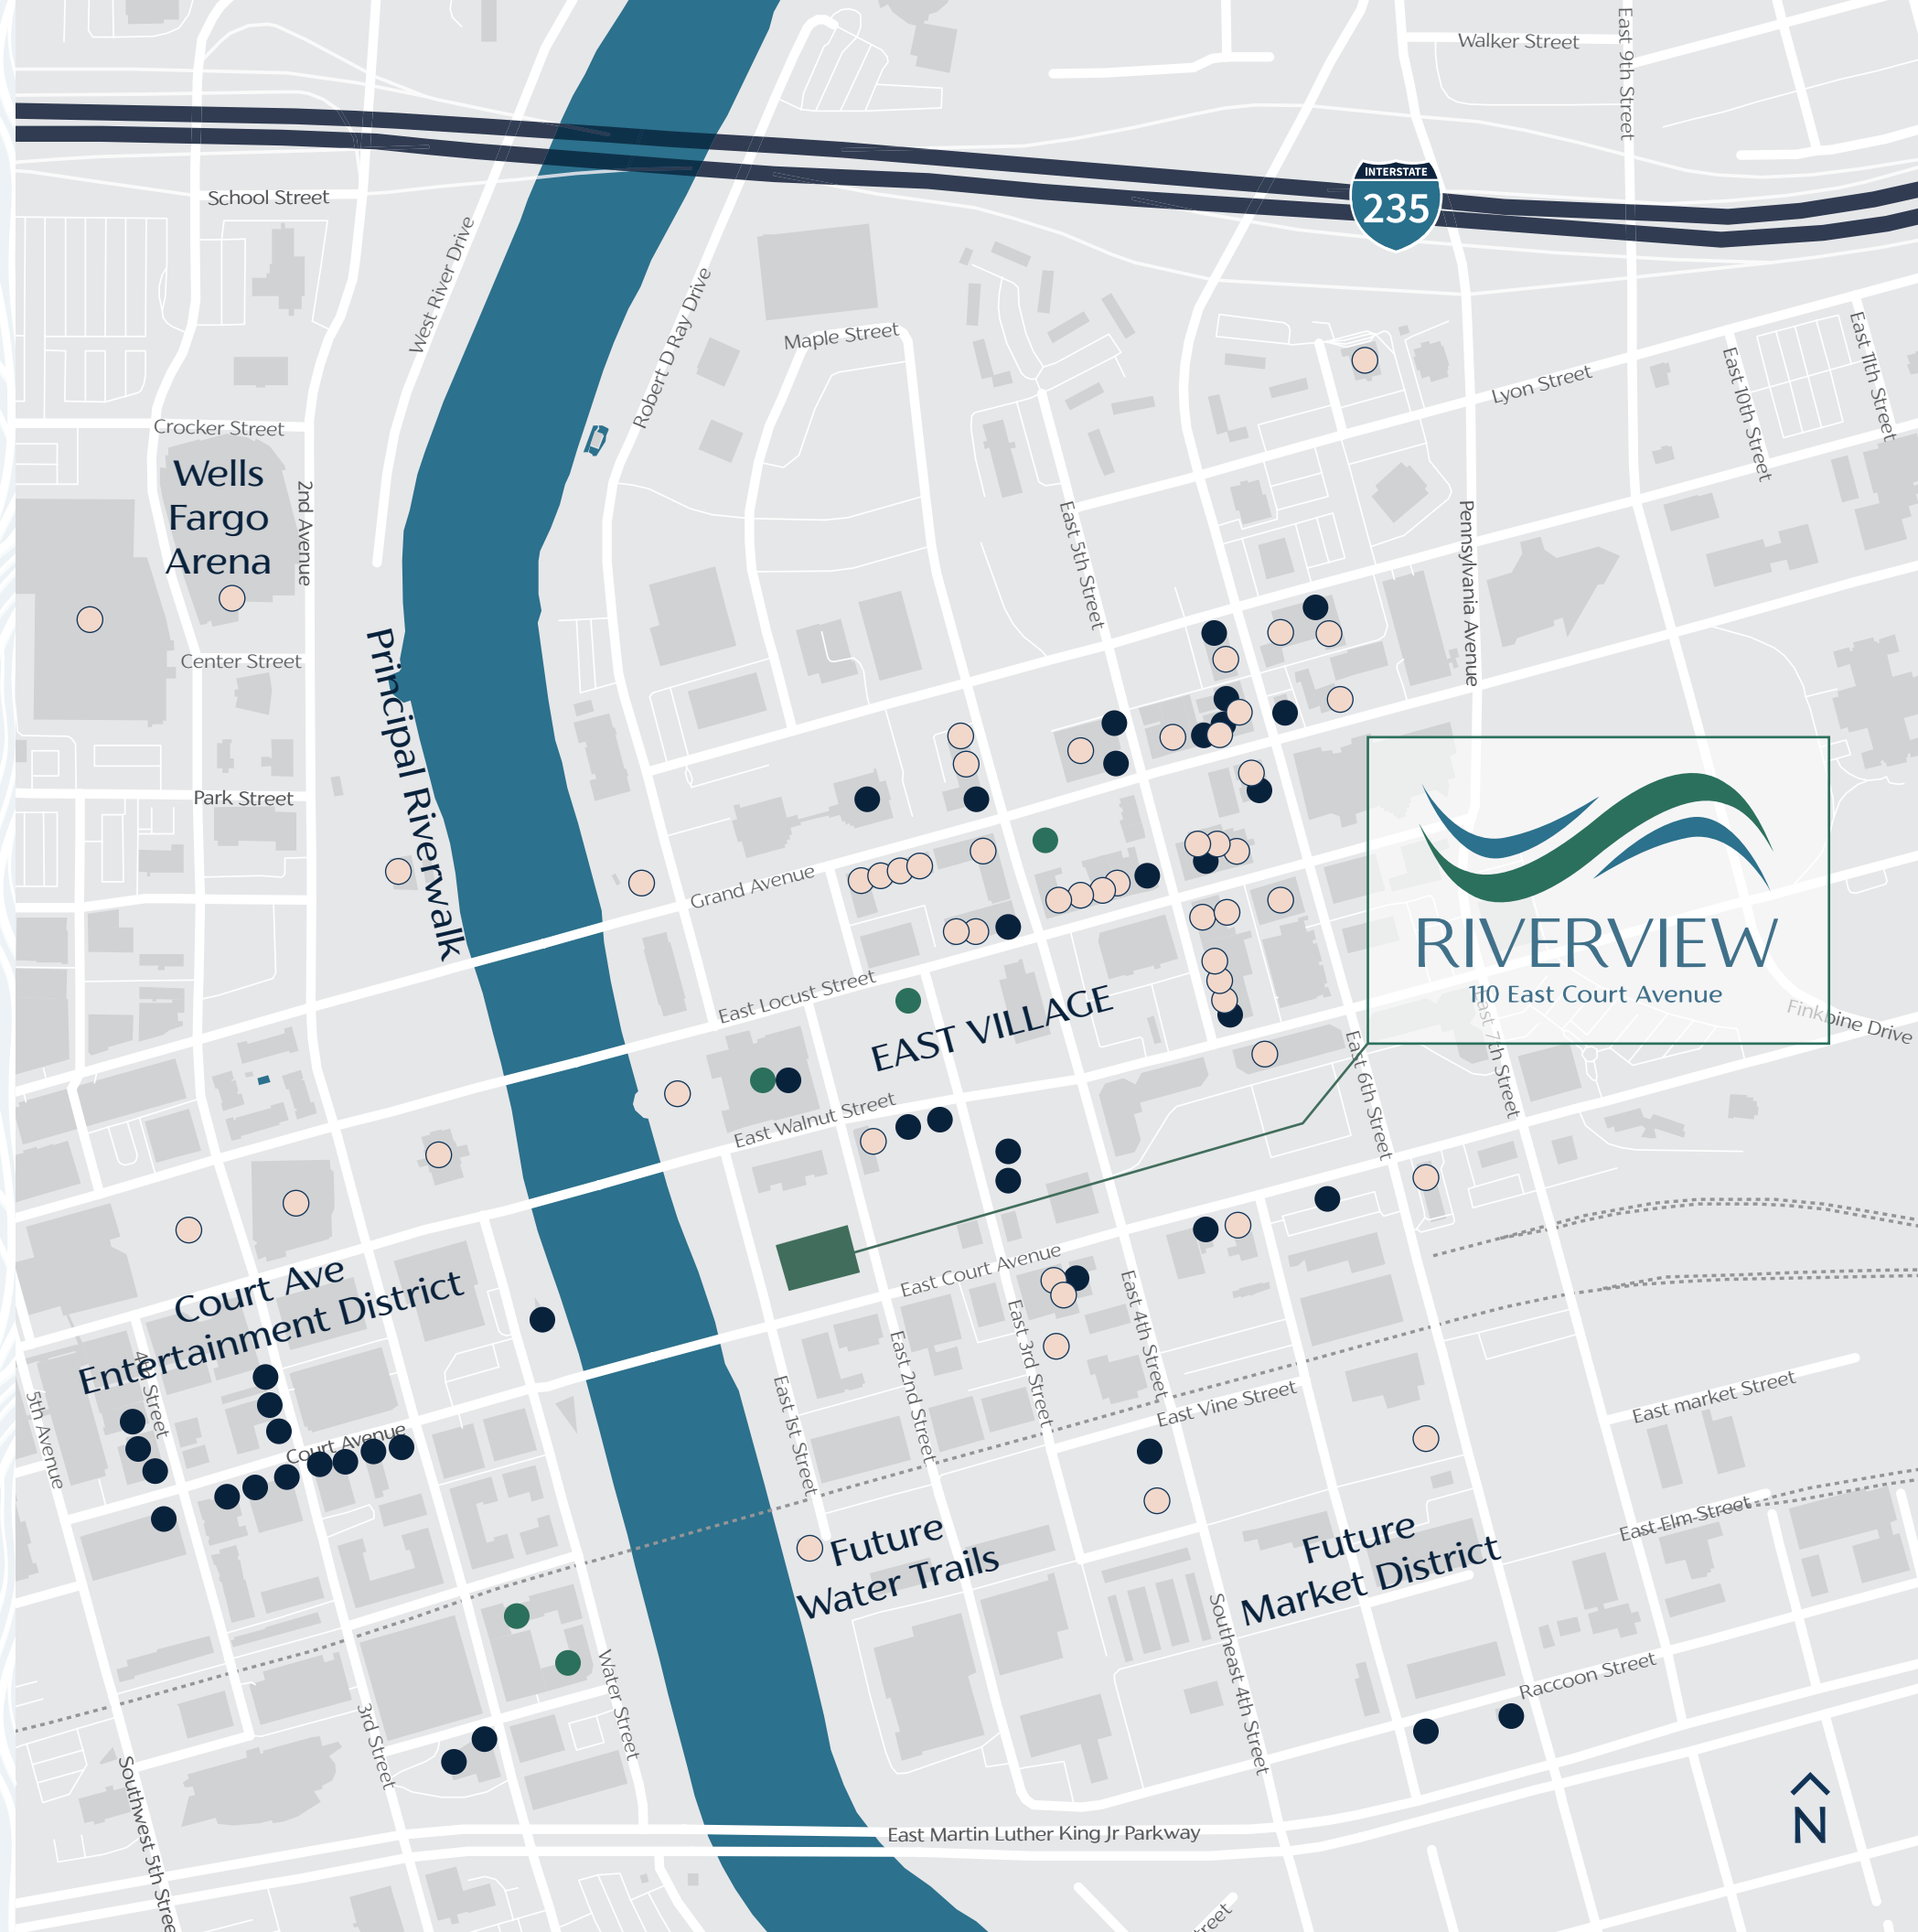 Walker Street
East 9th Street
INTERSTATE
235
School Street
West River Drive
Robert D Ray Drive
Maple Street
Lyon Street
East 10th Street
East 11th Street
Crocker Street
Wells
Fargo
Arena
2nd Avenue
East 5th Street
Pennsylvania Avenue
Center Street
Principal Riverwalk
Park Street
Grand Avenue
RIVERVIEW
110 East Court Avenue
East Locust Street
EAST VILLAGE
East 6th Street
East 7th Street
Finkbine Drive
East Walnut Street
Court Ave
Entertainment District
East Court Avenue
4th Street
5th Avenue
Court Avenue
East 1st Street
East 2nd Street
East 3rd Street
East 4th Street
East Vine Street
East market Street
East Elm Street
Future
Water Trails
Future
Market District
Water Street
3rd Street
Southeast 4th Street
Raccoon Street
Southwest 5th Stree
East Martin Luther King Jr Parkway
N
reet